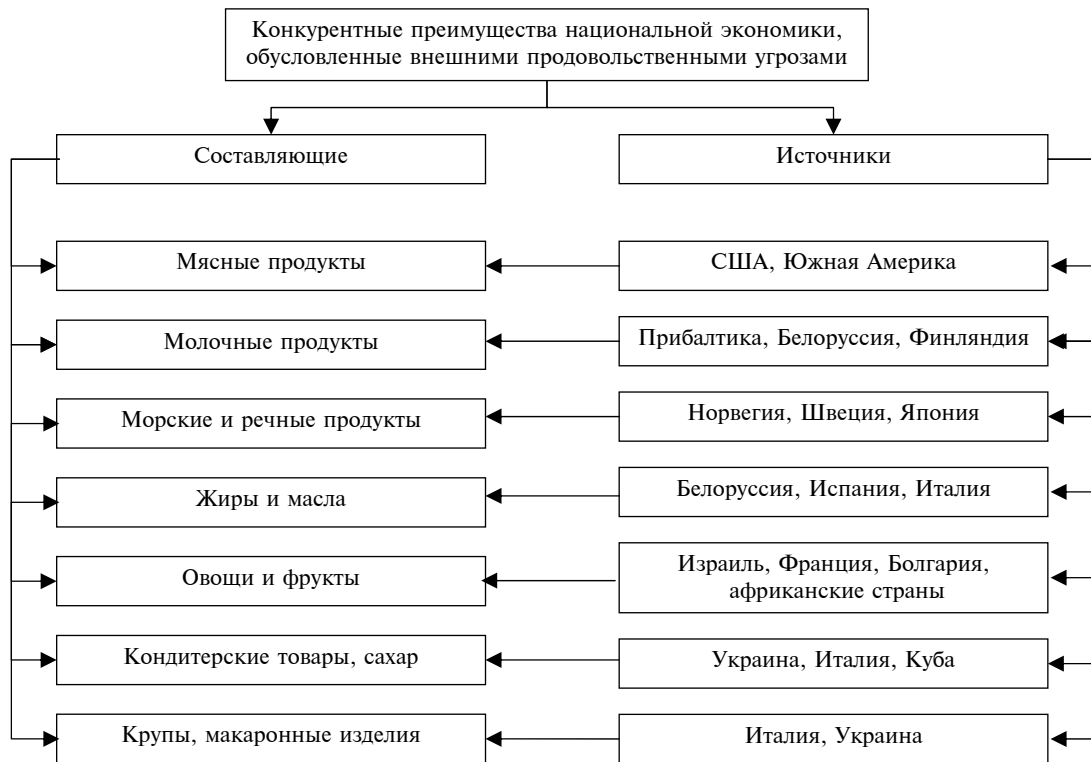 Конкурентные преимущества национальной экономики,
обусловленные внешними продовольственными угрозами
Составляющие
Источники
Мясные продукты
США, Южная Америка
Молочные продукты
Прибалтика, Белоруссия, Финляндия
Морские и речные продукты
Норвегия, Швеция, Япония
Жиры и масла
Белоруссия, Испания, Италия
Овощи и фрукты
Израиль, Франция, Болгария,
африканские страны
Кондитерские товары, сахар
Украина, Италия, Куба
Крупы, макаронные изделия
Италия, Украина